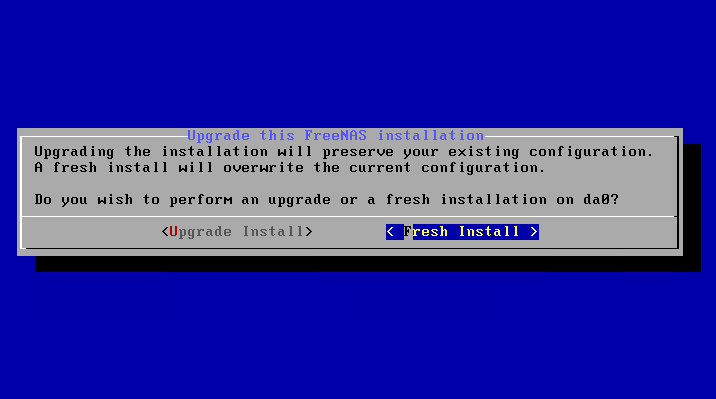 Upgrade this FreeNAS installation
Upgrading the installation will preserve your existing configuration.
A fresh install will overwrite the current configuration.
Do you wish to perform an upgrade or a fresh installation on da0?
<Upgrade Install> < Fresh Install >